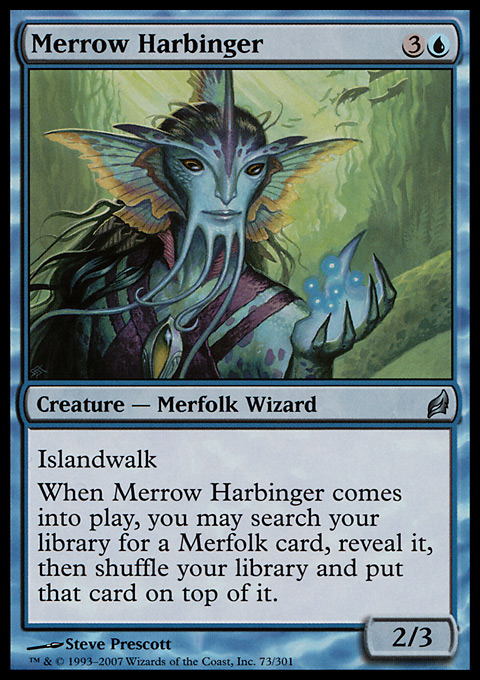 Merrow Harbinger 3
Creature — Merfolk Wizard
Islandwalk
When Merrow Harbinger comes
into play, you may search your
library for a Merfolk card, reveal it,
then shuffle your library and put
that card on top of it.
2/3
Steve Prescott
™ & © 1993–2007 Wizards of the Coast, Inc. 73/301